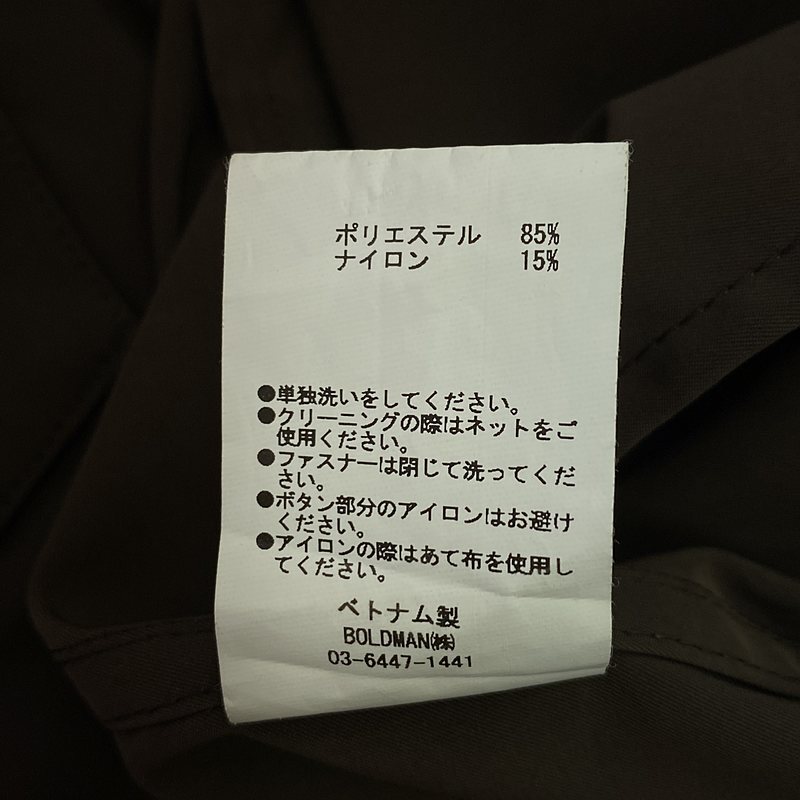 ポリエステル 85%
ナイロン 15%
●単独洗いをしてください。
●クリーニングの際はネットをご
使用ください。
●ファスナーは閉じて洗ってくだ
さい。
●ボタン部分のアイロンはお避け
ください。
●アイロンの際はあて布を使用し
てください。
ベトナム製
BOLDMAN㈱
03-6447-1441